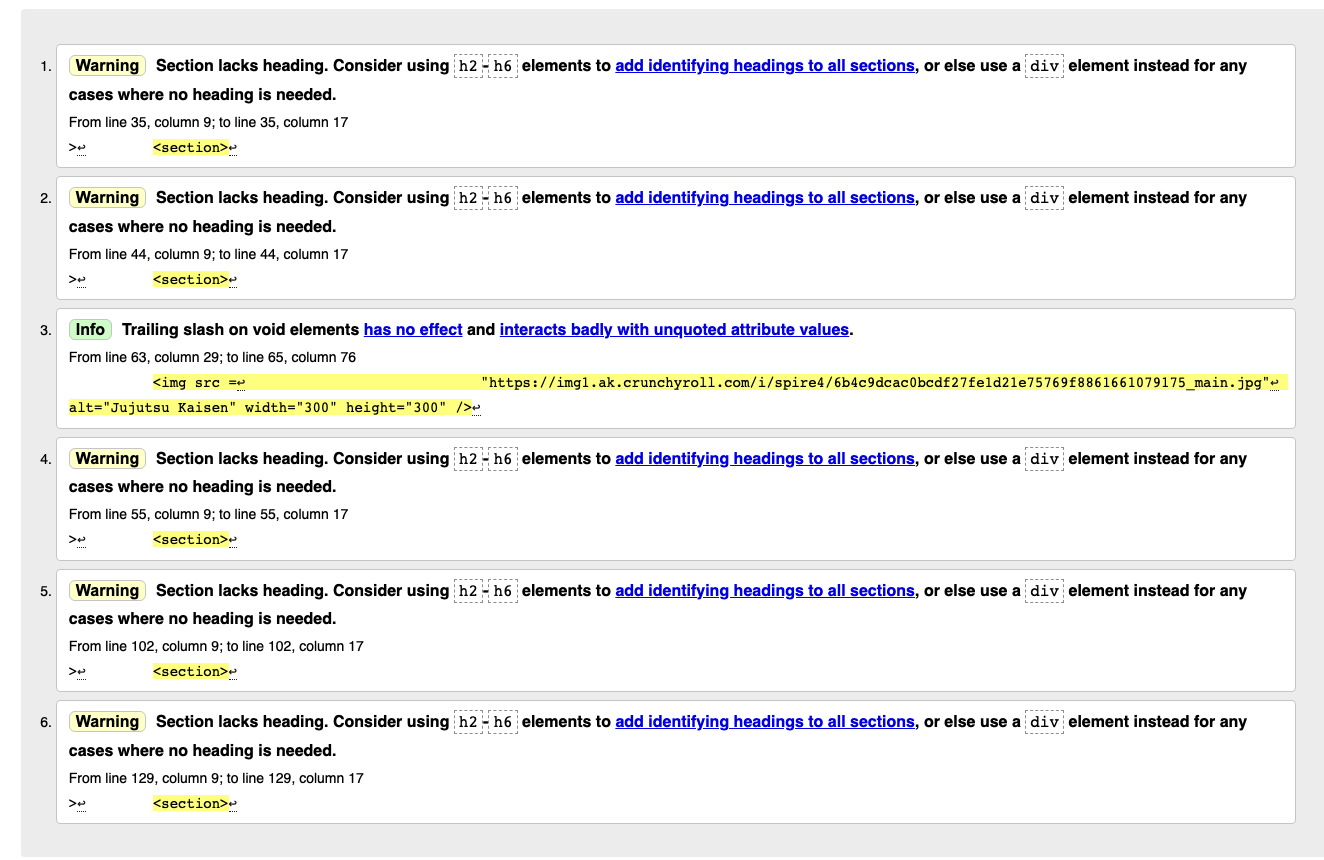 1. Warning Section lacks heading. Consider using h2-h6 elements to add identifying headings to all sections, or else use a div element instead for any
cases where no heading is needed.
From line 35, column 9; to line 35, column 17
>↩ <section>↩
2. Warning Section lacks heading. Consider using h2-h6 elements to add identifying headings to all sections, or else use a div element instead for any
cases where no heading is needed.
From line 44, column 9; to line 44, column 17
>↩ <section>↩
3. Info Trailing slash on void elements has no effect and interacts badly with unquoted attribute values.
From line 63, column 29; to line 65, column 76
<img src =↩ "https://img1.ak.crunchyroll.com/i/spire4/6b4c9dcac0bcdf27fe1d21e75769f8861661079175_main.jpg"↩
alt="Jujutsu Kaisen" width="300" height="300" />↩
4. Warning Section lacks heading. Consider using h2-h6 elements to add identifying headings to all sections, or else use a div element instead for any
cases where no heading is needed.
From line 55, column 9; to line 55, column 17
>↩ <section>↩
5. Warning Section lacks heading. Consider using h2-h6 elements to add identifying headings to all sections, or else use a div element instead for any
cases where no heading is needed.
From line 102, column 9; to line 102, column 17
>↩ <section>↩
6. Warning Section lacks heading. Consider using h2-h6 elements to add identifying headings to all sections, or else use a div element instead for any
cases where no heading is needed.
From line 129, column 9; to line 129, column 17
>↩ <section>↩